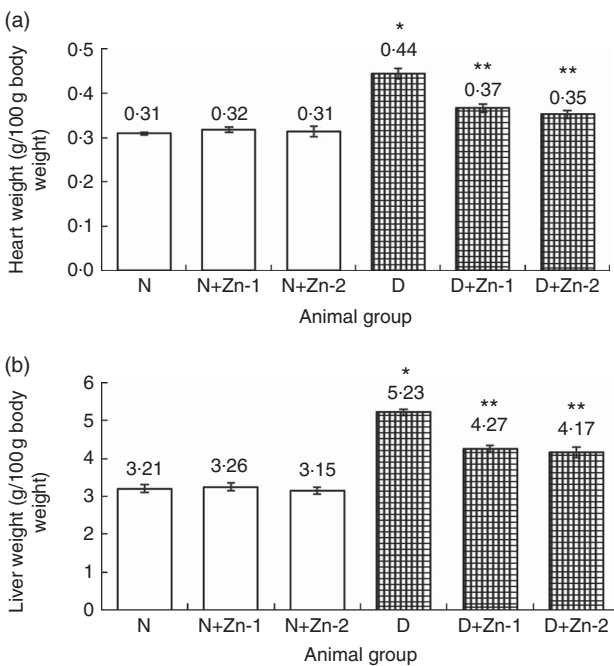 (a)
Heart weight (g/100 g body
weight)
0·5
0·4
0·3
0·2
0·1
0·0
0·31
0·32
0·31
*
0·44
**
0·37
**
0·35
N
N+Zn-1
N+Zn-2
D
D+Zn-1
D+Zn-2
Animal group
(b)
Liver weight (g/100 g body
weight)
6
5
4
3
2
1
0
3·21
3·26
3·15
*
5·23
**
4·27
**
4·17
N
N+Zn-1
N+Zn-2
D
D+Zn-1
D+Zn-2
Animal group